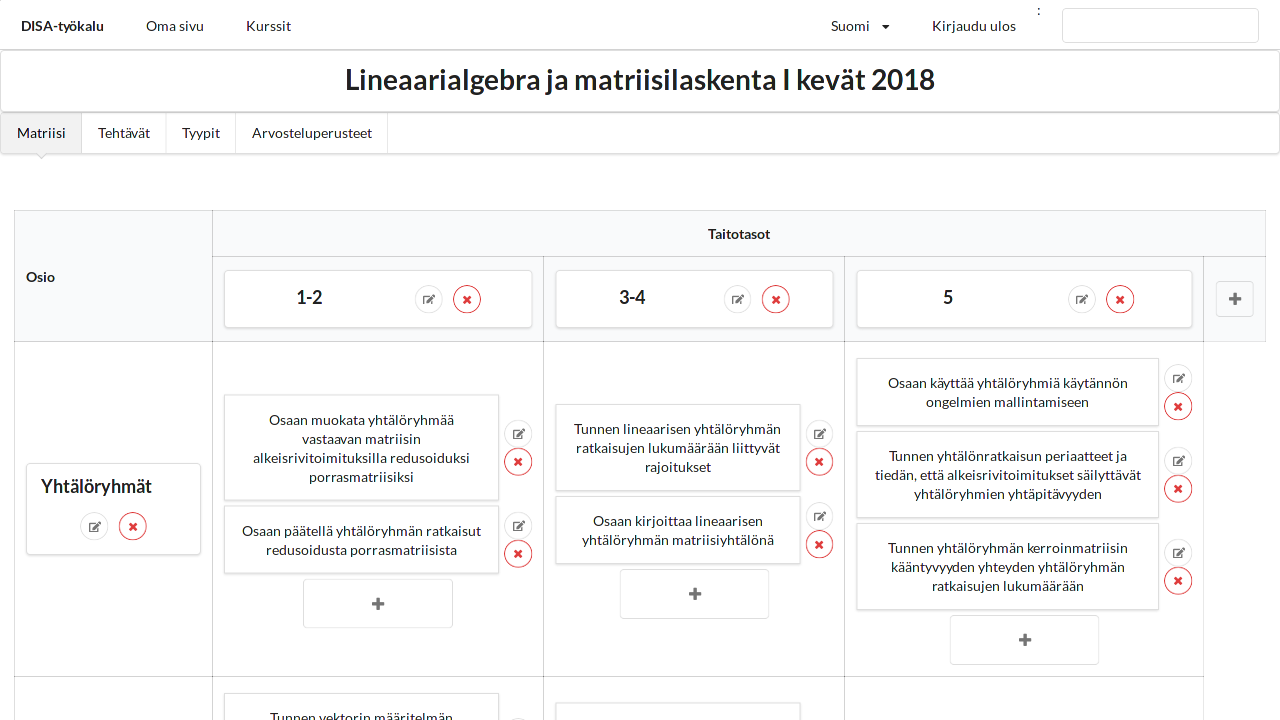 DISA-työkalu
Oma sivu
Kurssit
Suomi
Kirjaudu ulos
:
Lineaarialgebra ja matriisilaskenta I kevät 2018
Matriisi
Tehtävät
Tyypit
Arvosteluperusteet
Osio
Taitotasot
1-2
3-4
5
Yhtälöryhmät
Osaan muokata yhtälöryhmää
vastaavan matriisin
alkeisrivitoimituksilla redusoiduksi
porrasmatriisiksi
Osaan päätellä yhtälöryhmän ratkaisut
redusoidusta porrasmatriisista
Tunnen lineaarisen yhtälöryhmän
ratkaisujen lukumäärään liittyvät
rajoitukset
Osaan kirjoittaa lineaarisen
yhtälöryhmän matriisiyhtälönä
Osaan käyttää yhtälöryhmiä käytännön
ongelmien mallintamiseen
Tunnen yhtälönratkaisun periaatteet ja
tiedän, että alkeisrivitoimitukset säilyttävät
yhtälöryhmien yhtäpitävyyden
Tunnen yhtälöryhmän kerroinmatriisin
kääntyvyyden yhteyden yhtälöryhmän
ratkaisujen lukumäärään
Tunnen vektorin määritelmän